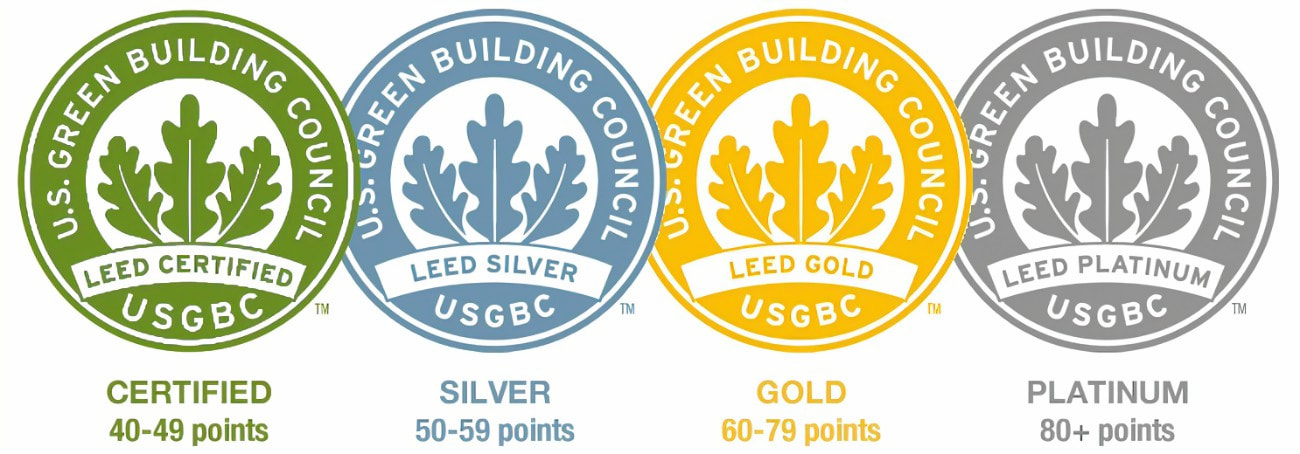 U.S. GREEN BUILDING COUNCIL
LEED CERTIFIED
USGBC
TM
U.S. GREEN BUILDING COUNCIL
LEED SILVER
USGBC
TM
U.S. GREEN BUILDING COUNCIL
LEED GOLD
USGBC
TM
U.S. GREEN BUILDING COUNCIL
LEED PLATINUM
USGBC
TM
CERTIFIED
40-49 points
SILVER
50-59 points
GOLD
60-79 points
PLATINUM
80+ points